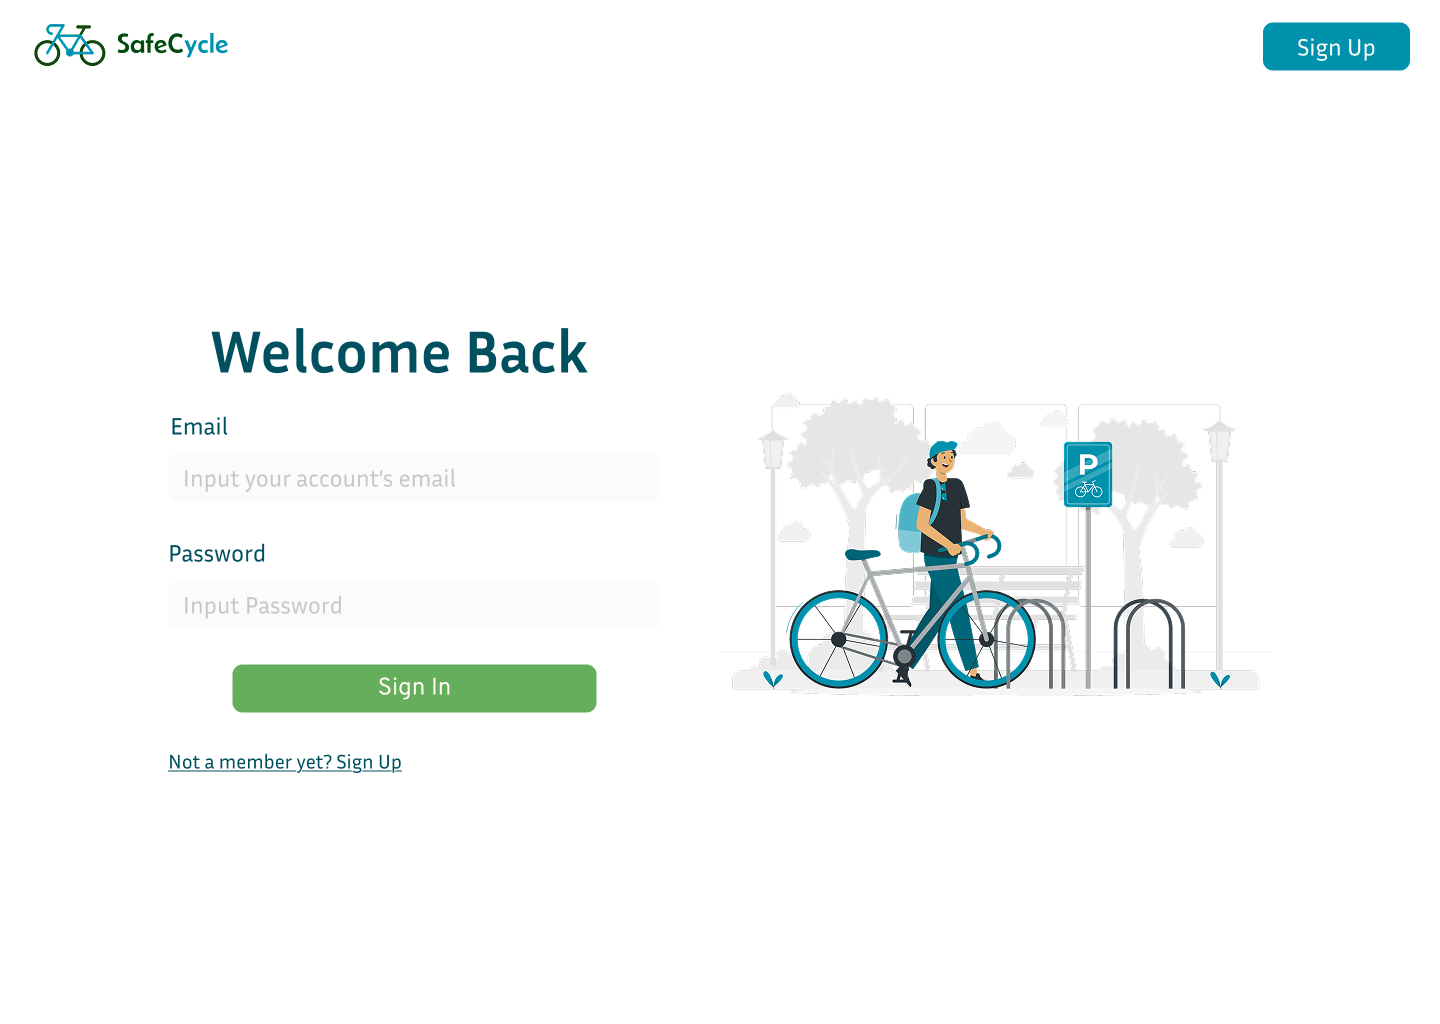 SafeCycle
Sign Up
Welcome Back
Email
Input your account’s email
Password
Input Password
Sign In
Not a member yet? Sign Up
P